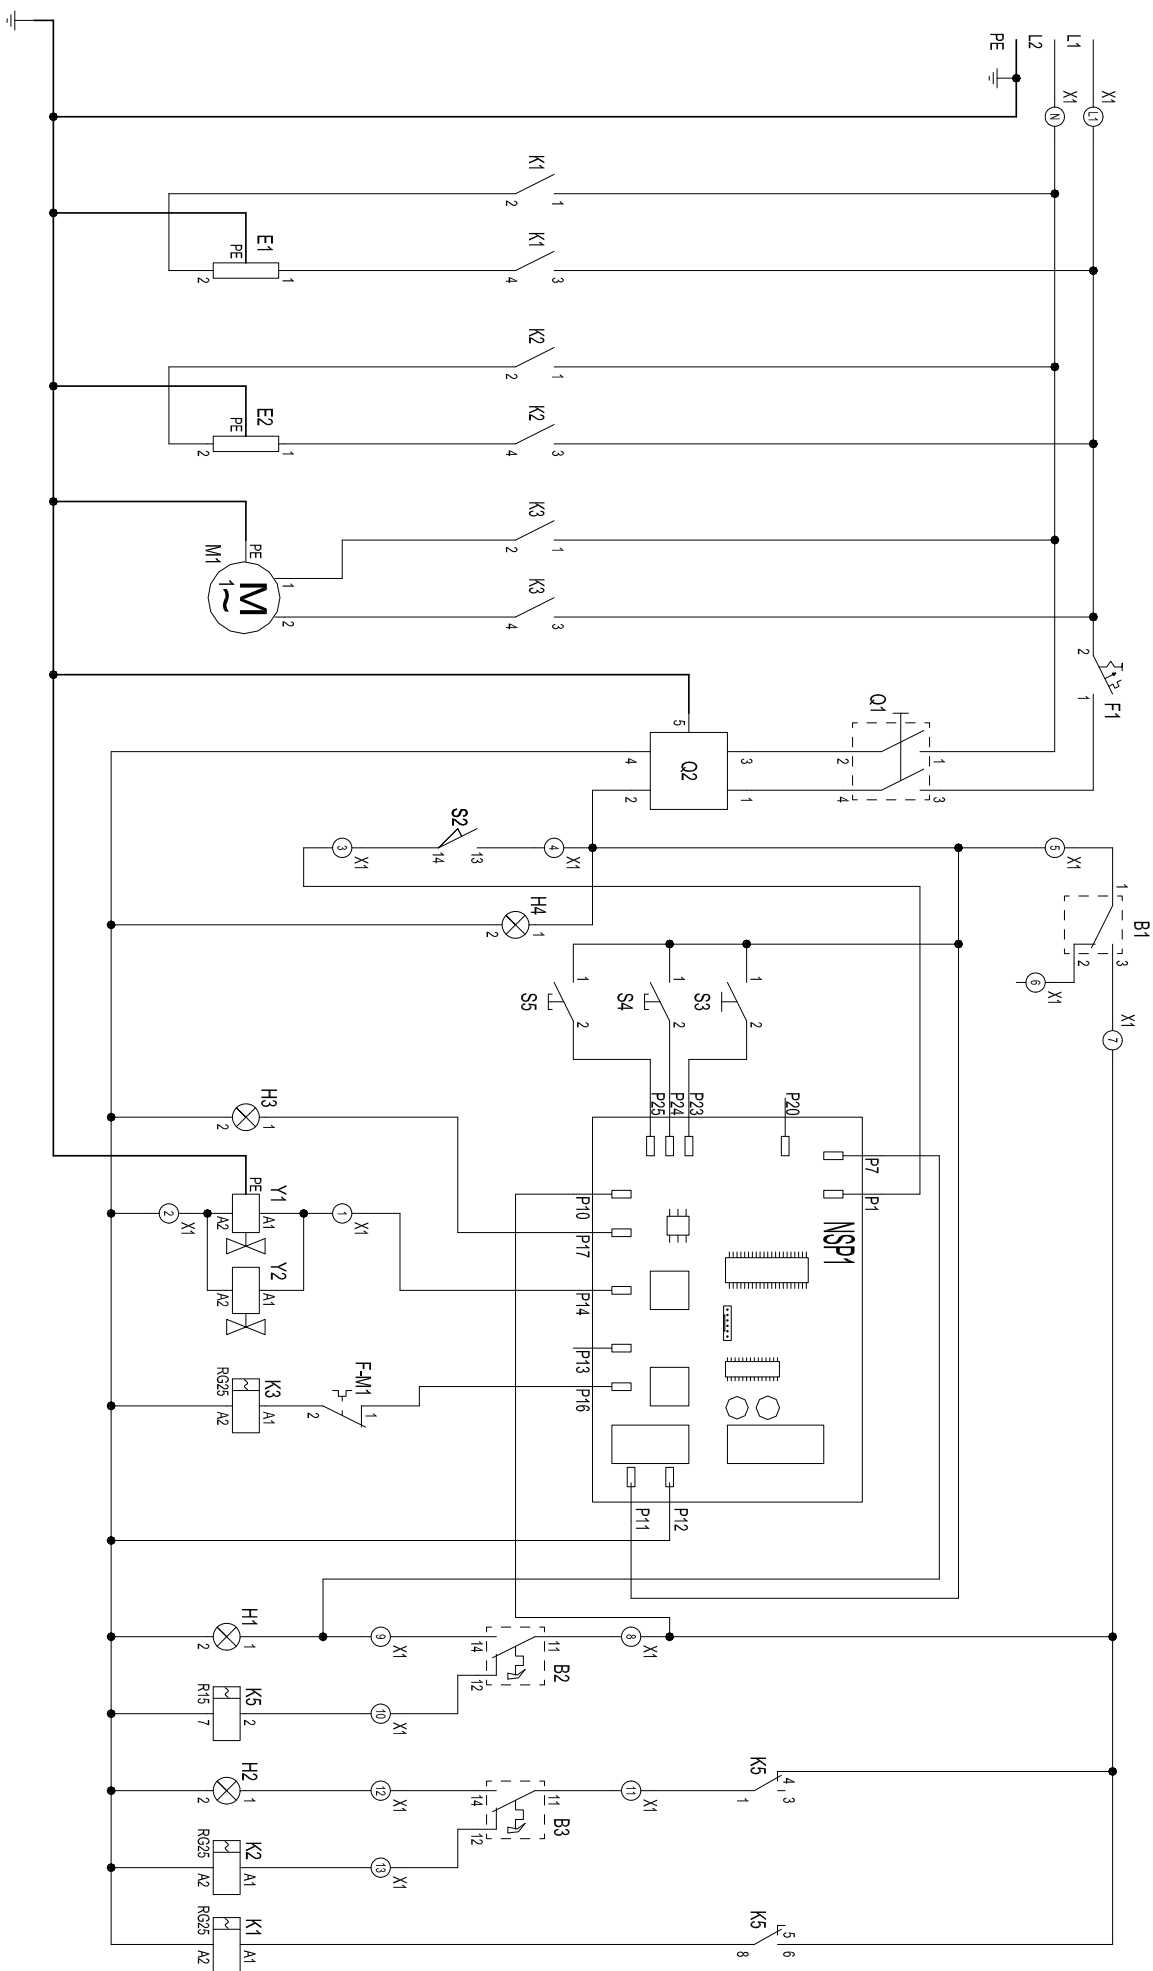 L1
L2
PE
X1
L1
X1
N
K1
1
2
K1
3
4
E1
PE
1
2
K2
1
2
K2
3
4
E2
PE
1
2
K3
1
2
K3
3
4
M1
PE
M
1~
1
2
F1
2
1
Q1
1
2
3
4
Q2
5
3
4
1
2
S2
13
14
3
X1
4
X1
5
X1
B1
1
2
3
6
X1
7
X1
H4
1
2
S3
1
2
S4
1
2
S5
1
2
P20
P23
P24
P25
P7
P1
NSP1
P10
P17
P14
P13
P16
P11
P12
H3
1
2
Y1
PE
A1
A2
1
X1
2
X1
Y2
A1
A2
F-M1
1
2
K3
RG25
A1
A2
H1
1
2
9
X1
B2
11
14
12
8
X1
K5
R15
2
7
10
X1
H2
1
2
12
X1
B3
11
14
12
11
X1
K5
4
3
1
K2
RG25
A1
A2
13
X1
K1
RG25
A1
A2
K5
5
6
8